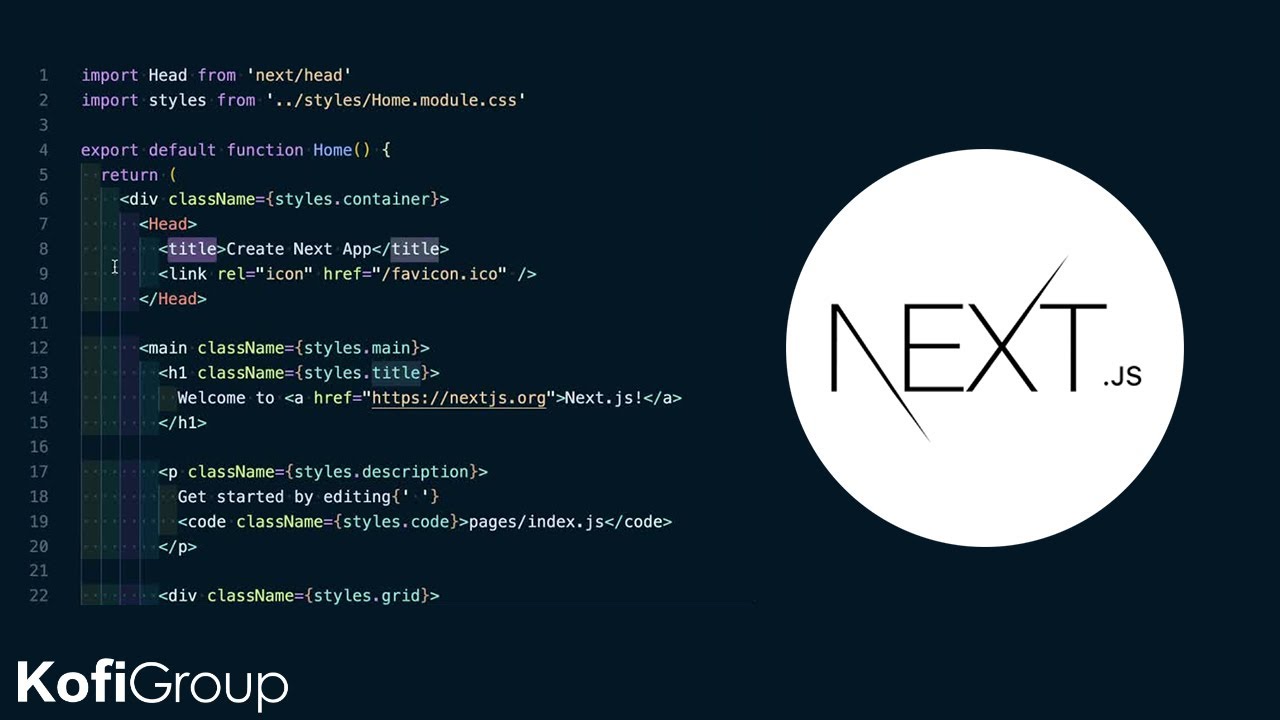 1 import Head from 'next/head'
2 import styles from '../styles/Home.module.css'
3
4 export default function Home() {
5 return (
6 <div className={styles.container}>
7 <Head>
8 <title>Create Next App</title>
9 <link rel="icon" href="/favicon.ico" />
10 </Head>
11
12 <main className={styles.main}>
13 <h1 className={styles.title}>
14 Welcome to <a href="https://nextjs.org">Next.js!</a>
15 </h1>
16
17 <p className={styles.description}>
18 Get started by editing{' '}
19 <code className={styles.code}>pages/index.js</code>
20 </p>
21
22 <div className={styles.grid}>
NEXT.JS
KofiGroup